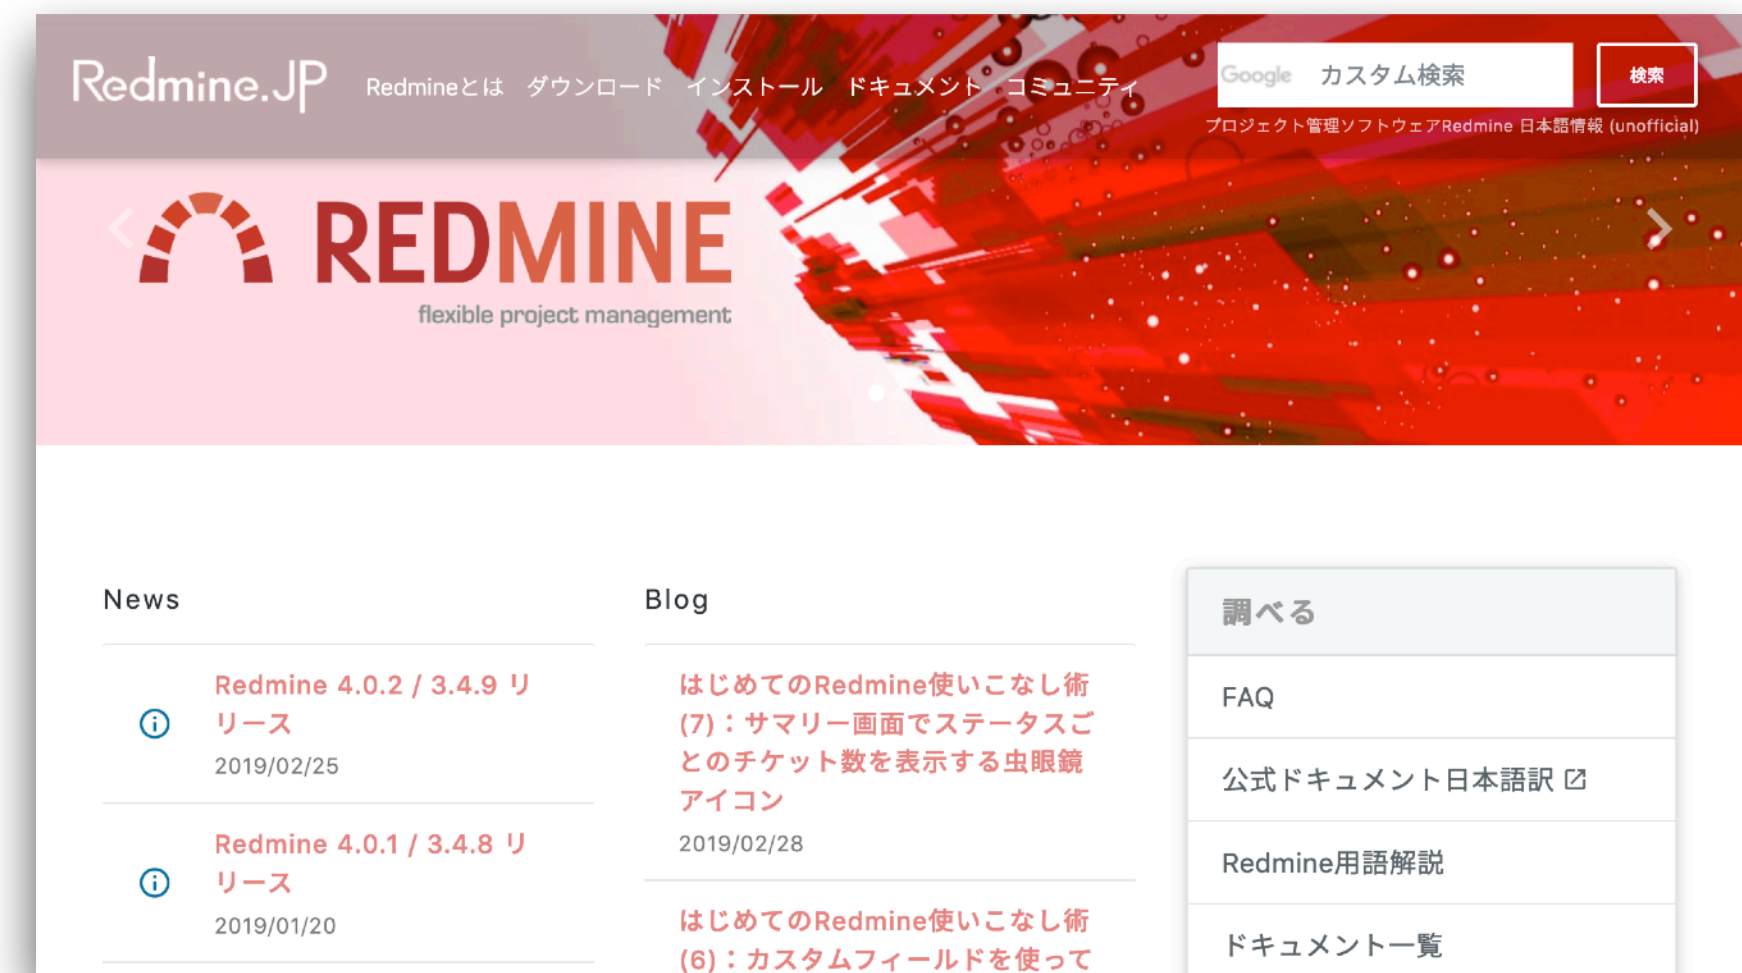 Redmine.JP
Redmineとは ダウンロード インストール ドキュメント コミュニティ
Google カスタム検索
検索
プロジェクト管理ソフトウェアRedmine 日本語情報 (unofficial)
REDMINE
flexible project management
News
Redmine 4.0.2 / 3.4.9 リ
リース
2019/02/25
Redmine 4.0.1 / 3.4.8 リ
リース
2019/01/20
Blog
はじめてのRedmine使いこなし術
(7)：サマリー画面でステータスご
とのチケット数を表示する虫眼鏡
アイコン
2019/02/28
はじめてのRedmine使いこなし術
(6)：カスタムフィールドを使って
調べる
FAQ
公式ドキュメント日本語訳
Redmine用語解説
ドキュメント一覧